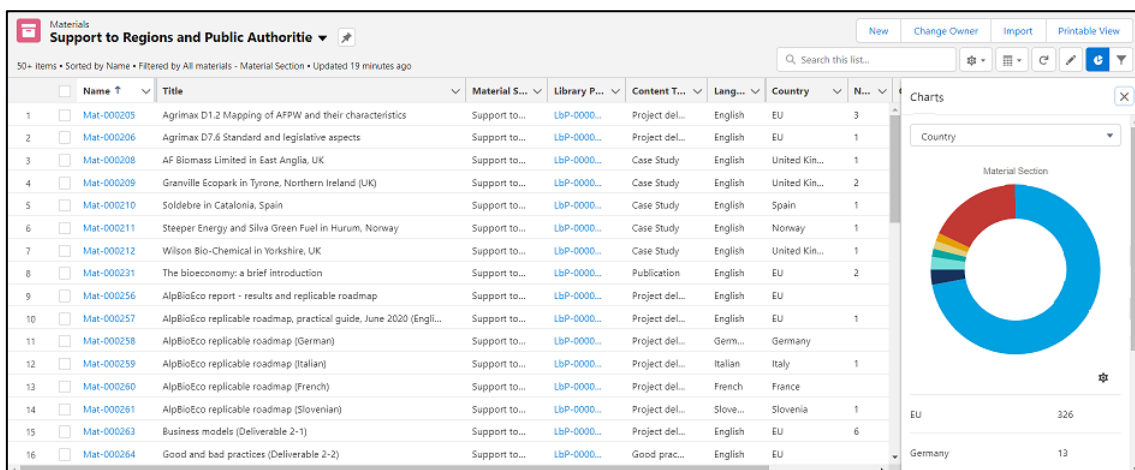 Materials
Support to Regions and Public Authoritie
New Change Owner Import Printable View
50+ items • Sorted by Name • Filtered by All materials - Material Section • Updated 19 minutes ago
Search this list...
Name Title Material S... Library P... Content T... Lang... Country N...
1 Mat-000205 Agrimax D1.2 Mapping of AFPW and their characteristics Support to... LbP-0000... Project del... English EU 3
2 Mat-000206 Agrimax D7.6 Standard and legislative aspects Support to... LbP-0000... Project del... English EU 1
3 Mat-000208 AF Biomass Limited in East Anglia, UK Support to... LbP-0000... Case Study English United Kin... 1
4 Mat-000209 Granville Ecopark in Tyrone, Northern Ireland (UK) Support to... LbP-0000... Case Study English United Kin... 2
5 Mat-000210 Soldebre in Catalonia, Spain Support to... LbP-0000... Case Study English Spain 1
6 Mat-000211 Steeper Energy and Silva Green Fuel in Hurum, Norway Support to... LbP-0000... Case Study English Norway 1
7 Mat-000212 Wilson Bio-Chemical in Yorkshire, UK Support to... LbP-0000... Case Study English United Kin... 1
8 Mat-000231 The bioeconomy: a brief introduction Support to... LbP-0000... Publication English EU 2
9 Mat-000256 AlpBioEco report - results and replicable roadmap Support to... LbP-0000... Project del... English EU
10 Mat-000257 AlpBioEco replicable roadmap, practical guide, June 2020 (Engli... Support to... LbP-0000... Project del... English EU 1
11 Mat-000258 AlpBioEco replicable roadmap (German) Support to... LbP-0000... Project del... Germ... Germany
12 Mat-000259 AlpBioEco replicable roadmap (Italian) Support to... LbP-0000... Project del... Italian Italy 1
13 Mat-000260 AlpBioEco replicable roadmap (French) Support to... LbP-0000... Project del... French France
14 Mat-000261 AlpBioEco replicable roadmap (Slovenian) Support to... LbP-0000... Project del... Slove... Slovenia 1
15 Mat-000263 Business models (Deliverable 2-1) Support to... LbP-0000... Project del... English EU 6
16 Mat-000264 Good and bad practices (Deliverable 2-2) Support to... LbP-0000... Good prac... English EU
Charts
Country
Material Section
EU 326
Germany 13